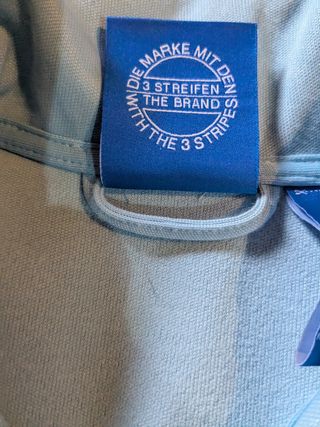 DIE MARKE MIT DEN
3 STREIFEN
THE BRAND
WITH THE 3 STRIPES